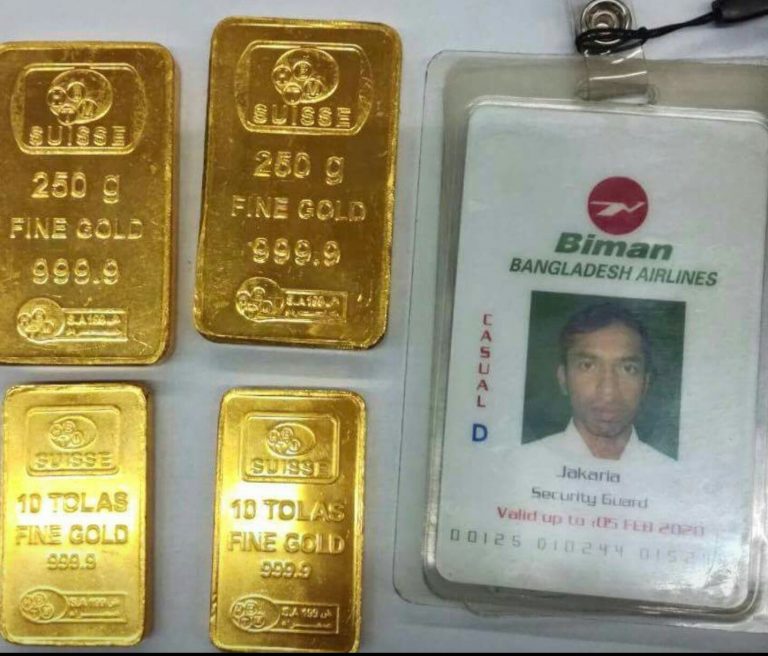 SUISSE
250 g
FINE GOLD
999.9
SUISSE
250 g
FINE GOLD
999.9
SUISSE
10 TOLAS
FINE GOLD
999.9
SUISSE
10 TOLAS
FINE GOLD
999.9
Biman
BANGLADESH AIRLINES
CASUAL
D
Jakaria
Security Guard
Valid up to :05 FEB 2020
00125 010244